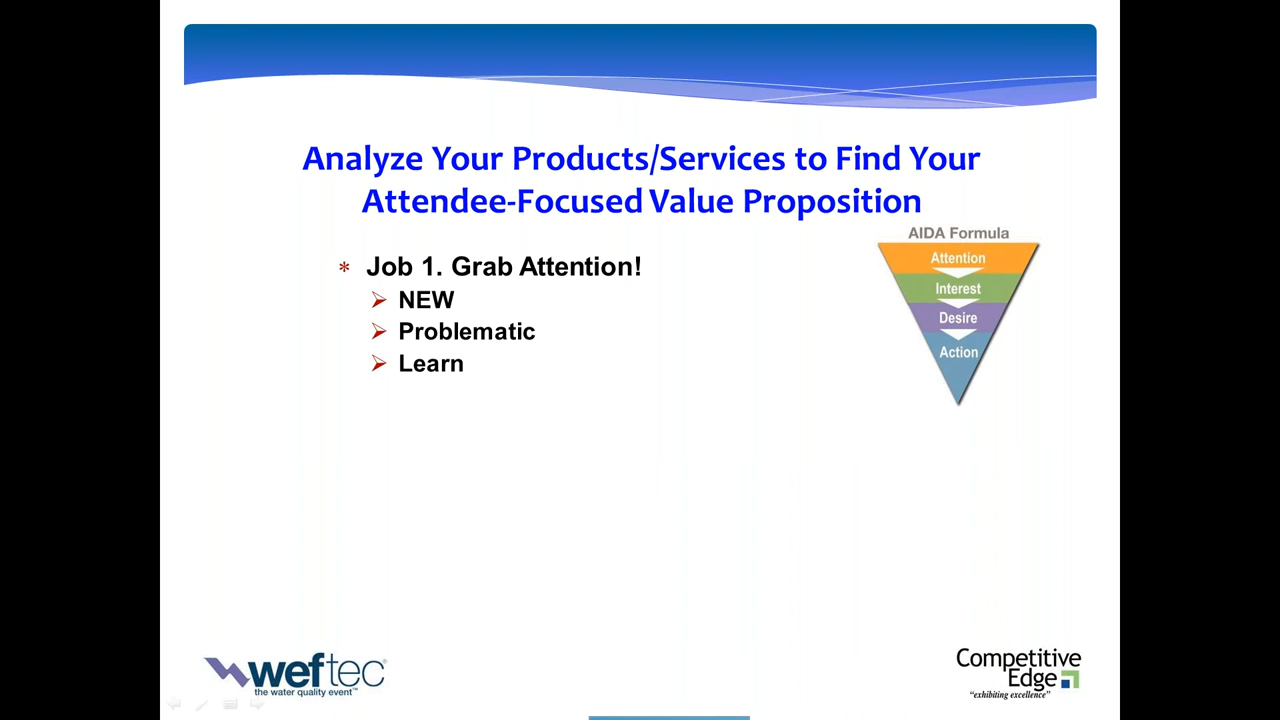 Analyze Your Products/Services to Find Your
Attendee-Focused Value Proposition
AIDA Formula
Attention
Interest
Desire
Action
* Job 1. Grab Attention!
➢ NEW
➢ Problematic
➢ Learn
weftec®
the water quality event™
Competitive
Edge
"exhibiting excellence"